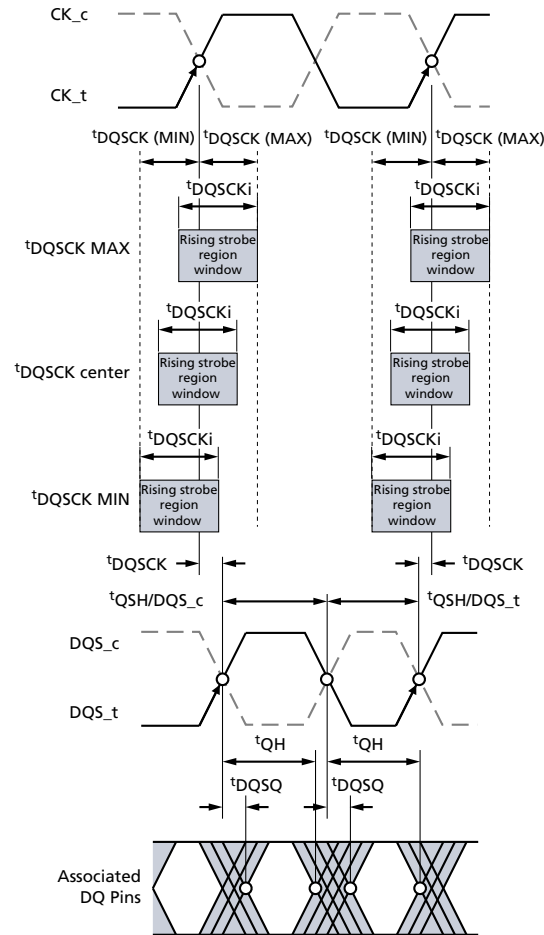 CK_c
CK_t
tDQSCK (MIN) tDQSCK (MAX) tDQSCK (MIN) tDQSCK (MAX)
tDQSCKi tDQSCKi
tDQSCK MAX
Rising strobe
region
window
Rising strobe
region
window
tDQSCKi tDQSCKi
tDQSCK center
Rising strobe
region
window
Rising strobe
region
window
tDQSCKi tDQSCKi
tDQSCK MIN
Rising strobe
region
window
Rising strobe
region
window
tDQSCK tDQSCK
tQSH/DQS_c tQSH/DQS_t
DQS_c
DQS_t
tQH tQH
tDQSQ tDQSQ
Associated
DQ Pins